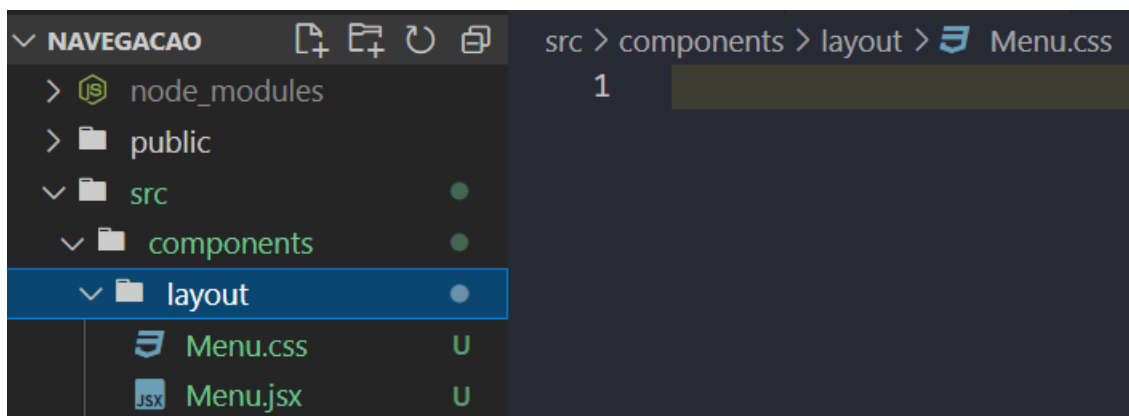 NAVEGACAO
node_modules
public
src
components
layout
Menu.css U
Menu.jsx U
src > components > layout > Menu.css
1